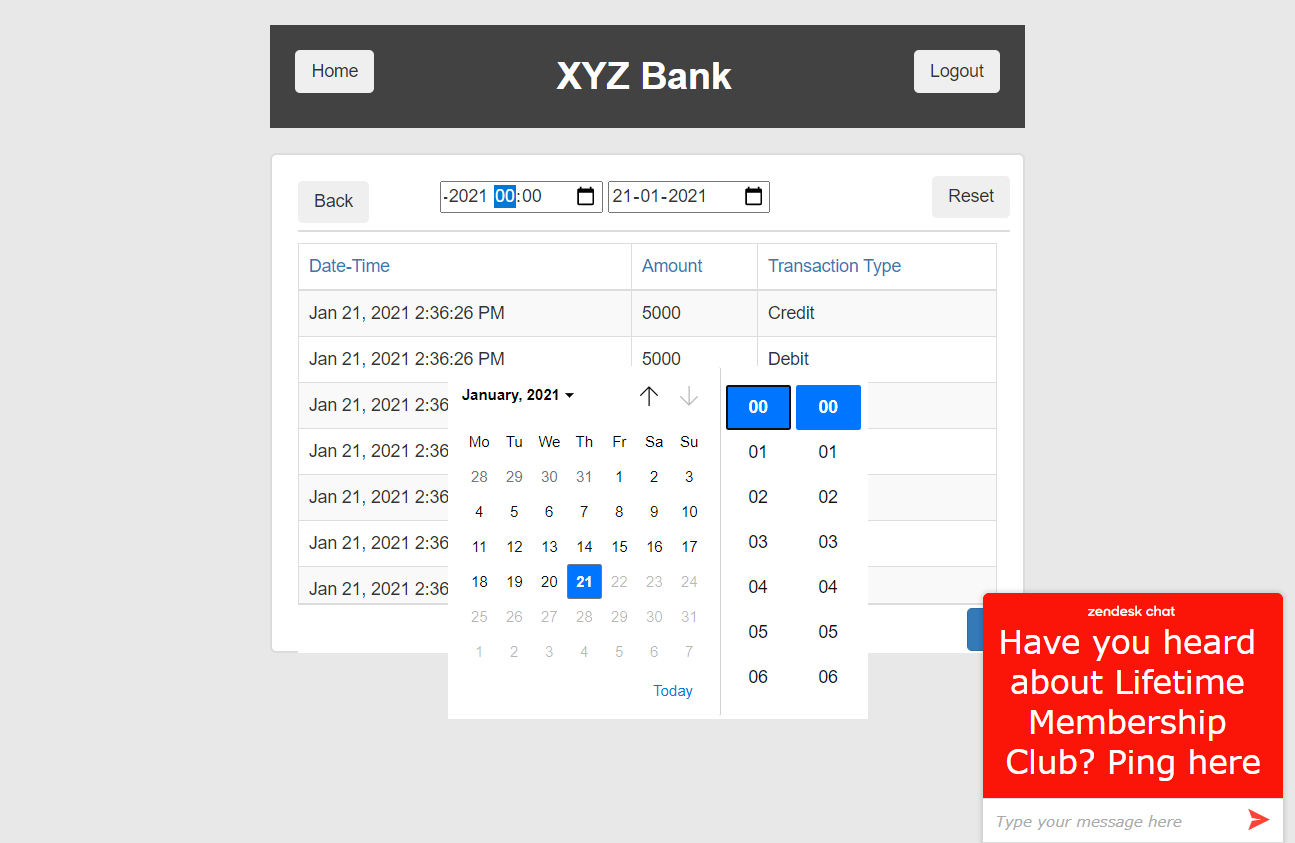 Home XYZ Bank Logout
Back -2021 00:00 21-01-2021 Reset
Date-Time Amount Transaction Type
Jan 21, 2021 2:36:26 PM 5000 Credit
Jan 21, 2021 2:36:26 PM 5000 Debit
Jan 21, 2021 2:36
Jan 21, 2021 2:36
Jan 21, 2021 2:36
Jan 21, 2021 2:36
Jan 21, 2021 2:36
January, 2021
Mo Tu We Th Fr Sa Su
28 29 30 31 1 2 3
4 5 6 7 8 9 10
11 12 13 14 15 16 17
18 19 20 21 22 23 24
25 26 27 28 29 30 31
1 2 3 4 5 6 7
Today
00 00
01 01
02 02
03 03
04 04
05 05
06 06
zendesk chat
Have you heard
about Lifetime
Membership
Club? Ping here
Type your message here